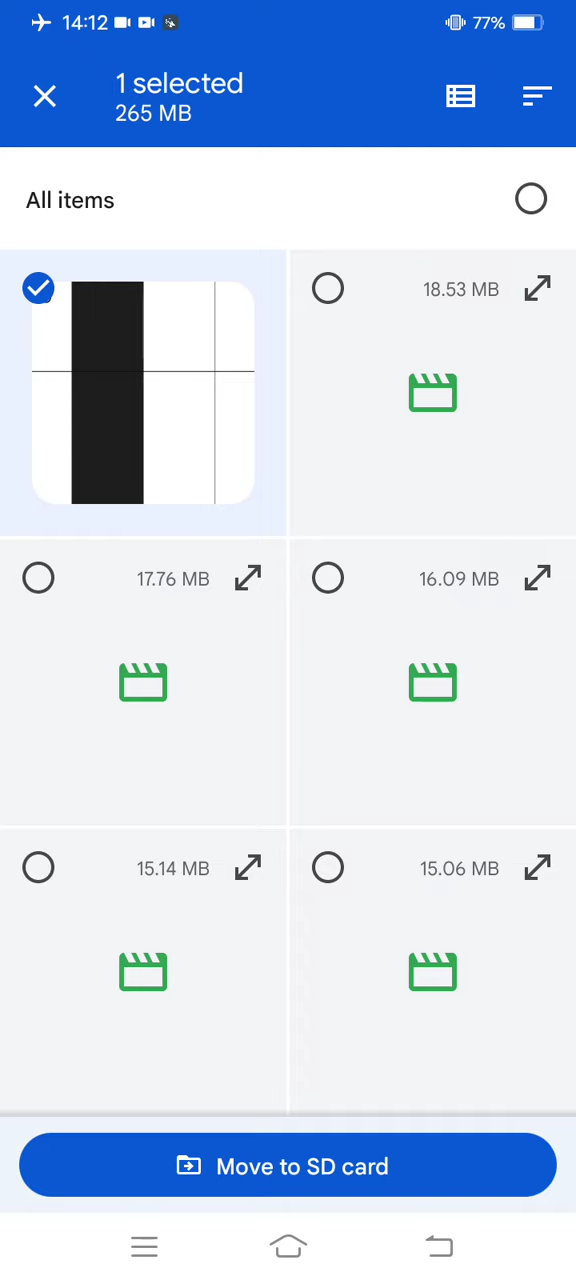 14:12
77%
1 selected
265 MB
All items
18.53 MB
17.76 MB
16.09 MB
15.14 MB
15.06 MB
Move to SD card